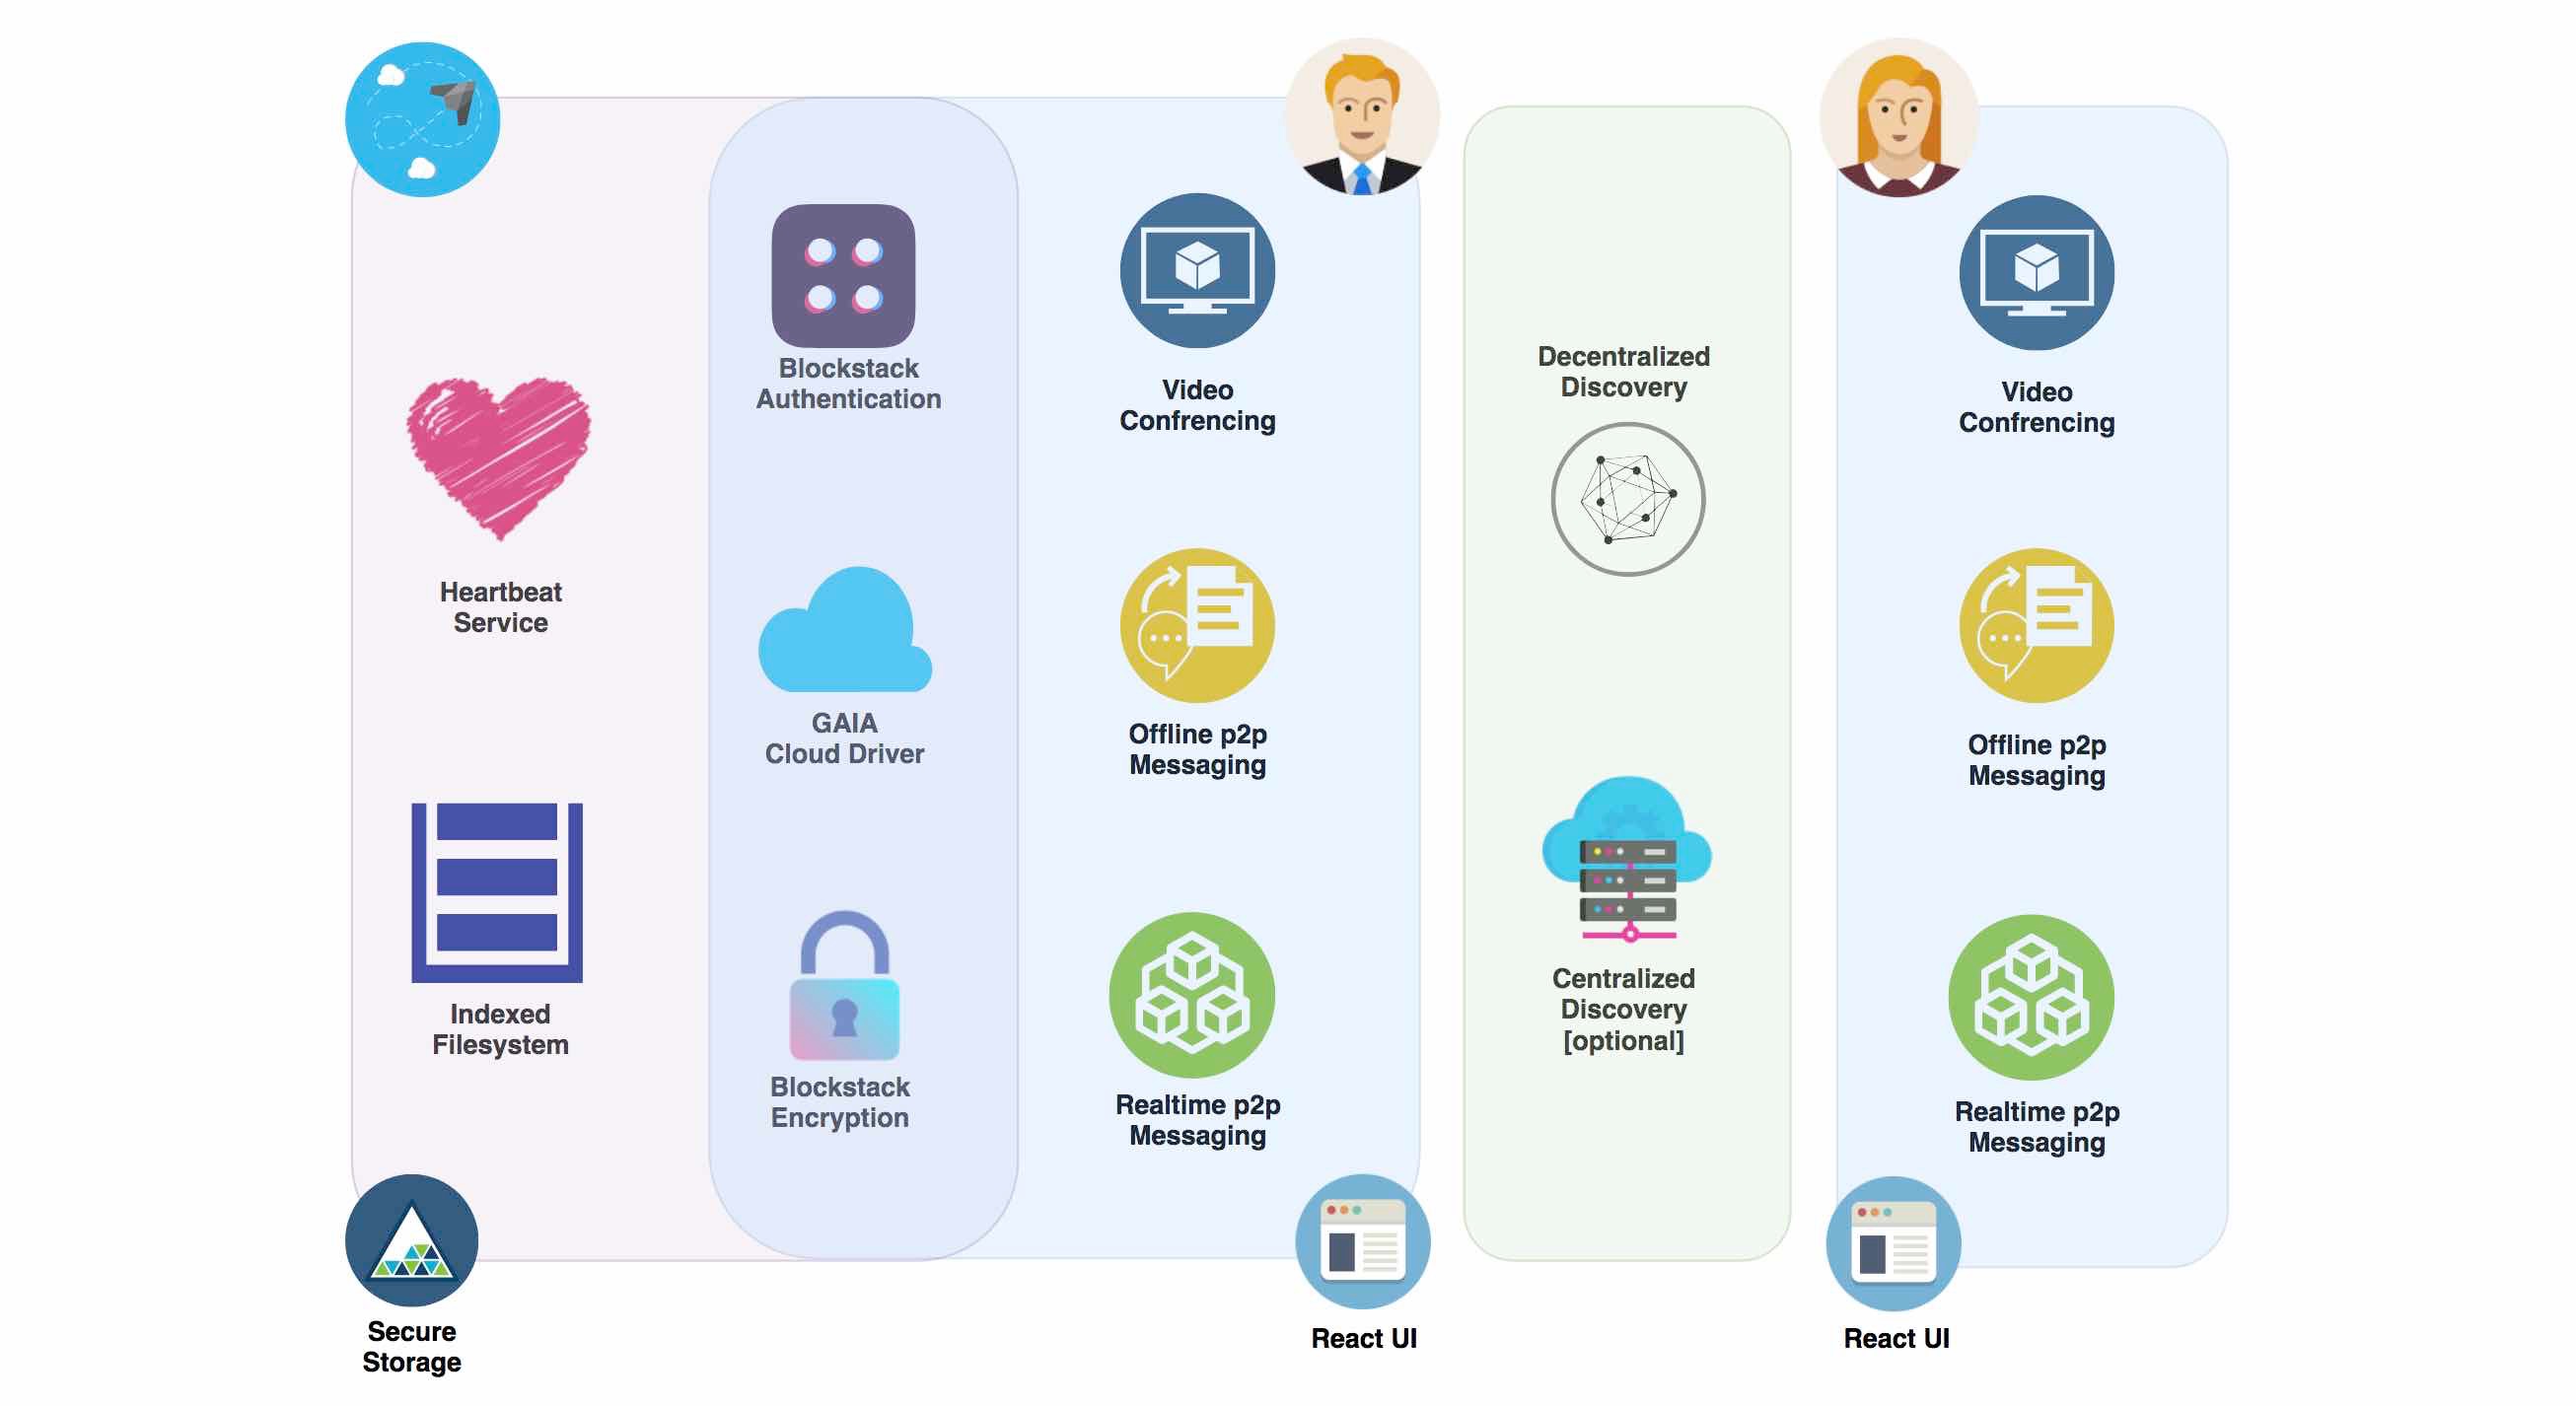 Heartbeat
Service
Indexed
Filesystem
Secure
Storage
Blockstack
Authentication
GAIA
Cloud Driver
Blockstack
Encryption
Video
Confrencing
Offline p2p
Messaging
Realtime p2p
Messaging
React UI
Decentralized
Discovery
Centralized
Discovery
[optional]
Video
Confrencing
Offline p2p
Messaging
Realtime p2p
Messaging
React UI